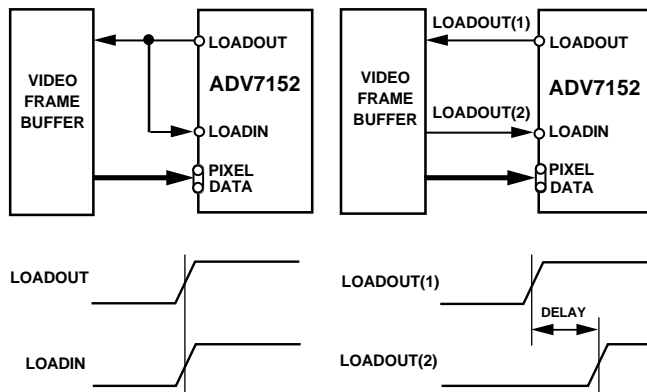 LOADOUT
ADV7152
VIDEO
FRAME
BUFFER
LOADIN
PIXEL
DATA
LOADOUT(1)
LOADOUT
ADV7152
VIDEO
FRAME
BUFFER
LOADOUT(2)
LOADIN
PIXEL
DATA
LOADOUT
LOADIN
LOADOUT(1)
DELAY
LOADOUT(2)